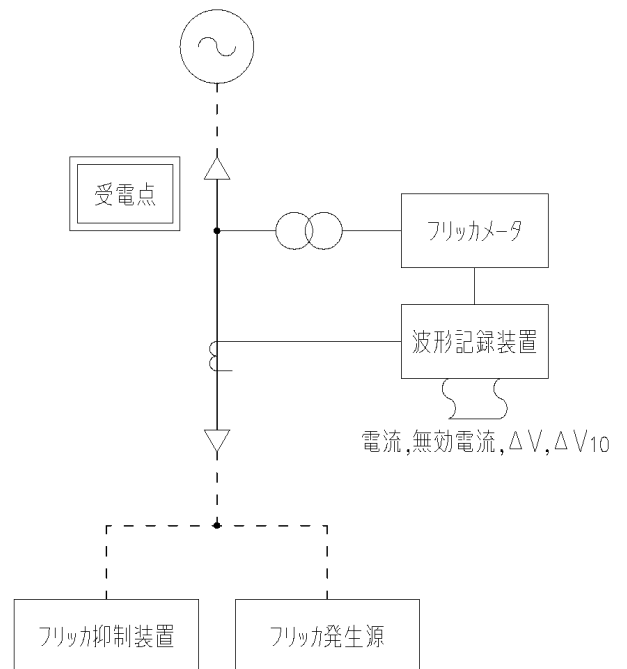 受電点
フリッカメータ
波形記録装置
電流,無効電流,ΔV,ΔV10
フリッカ抑制装置
フリッカ発生源